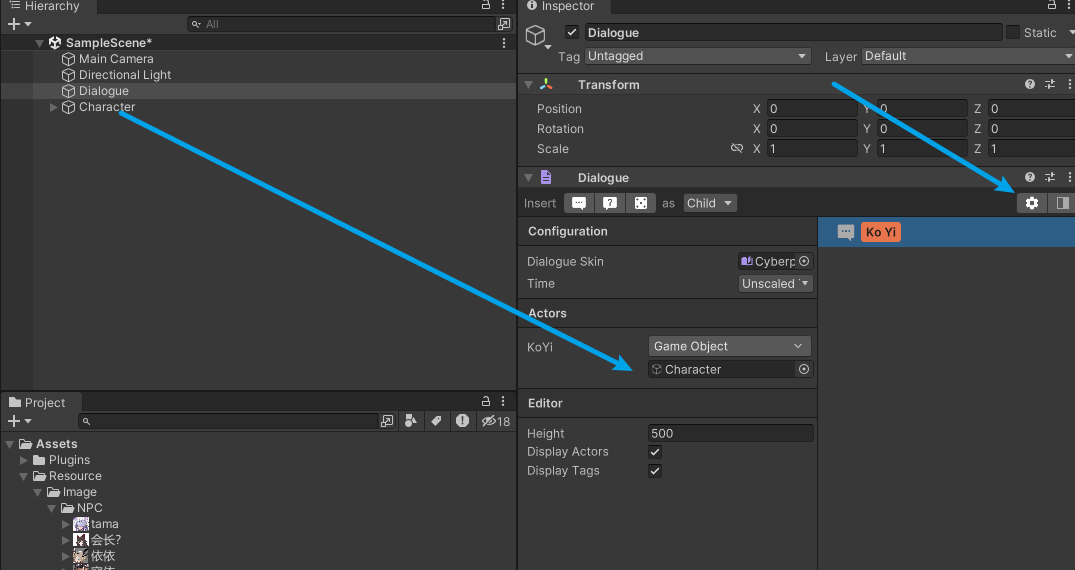 Hierarchy
All
SampleScene*
Main Camera
Directional Light
Dialogue
Character
Project
18
Assets
Plugins
Resource
Image
NPC
tama
会长?
依依
Inspector
Dialogue
Static
Tag Untagged
Layer Default
Transform
Position X 0 Y 0 Z 0
Rotation X 0 Y 0 Z 0
Scale X 1 Y 1 Z 1
Dialogue
Insert as Child
Configuration
Ko Yi
Dialogue Skin Cyberp
Time Unscaled
Actors
KoYi Game Object
Character
Editor
Height 500
Display Actors
Display Tags